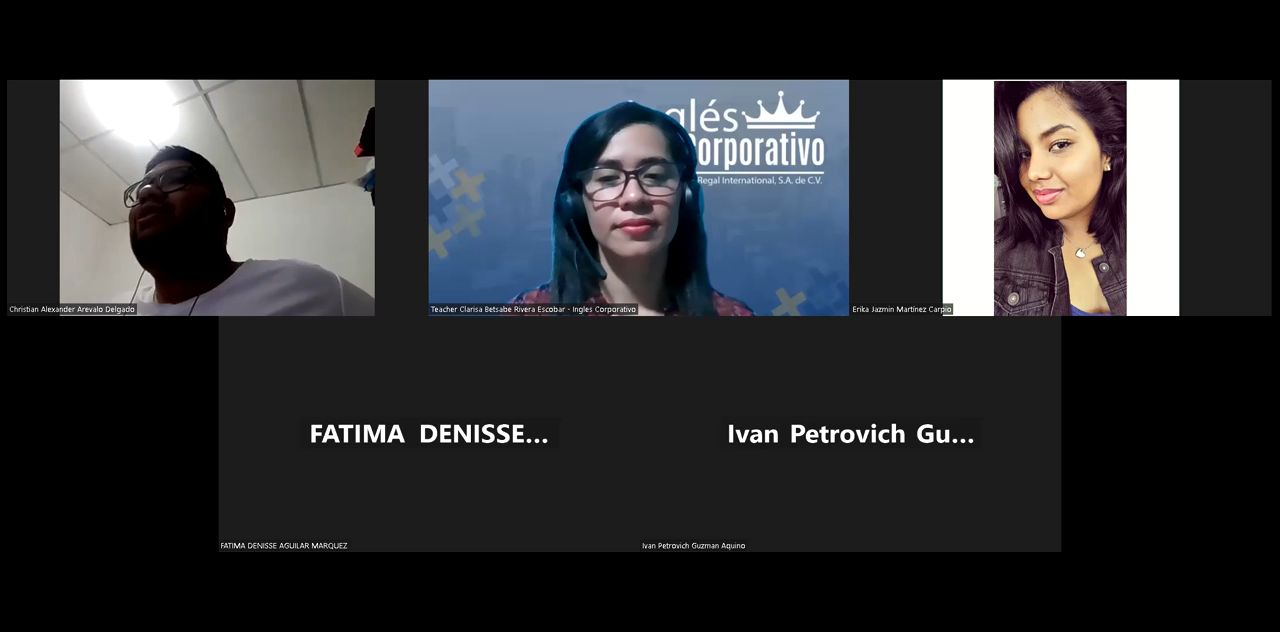 glés
orporativo
Regal International, S.A. de C.V.
Christian Alexander Arevalo Delgado
Teacher Clarisa Betsabe Rivera Escobar - Ingles Corporativo
Erika Jazmin Martínez Carpio
FATIMA DENISSE...
Ivan Petrovich Gu...
FATIMA DENISSE AGUILAR MARQUEZ
Ivan Petrovich Guzman Aquino